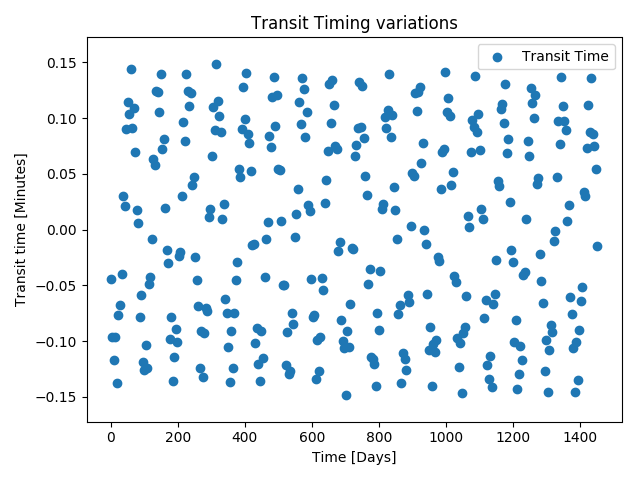 Transit Timing variations
Transit Time
0.15
0.10
0.05
0.00
−0.05
−0.10
−0.15
Transit time [Minutes]
0 200 400 600 800 1000 1200 1400
Time [Days]